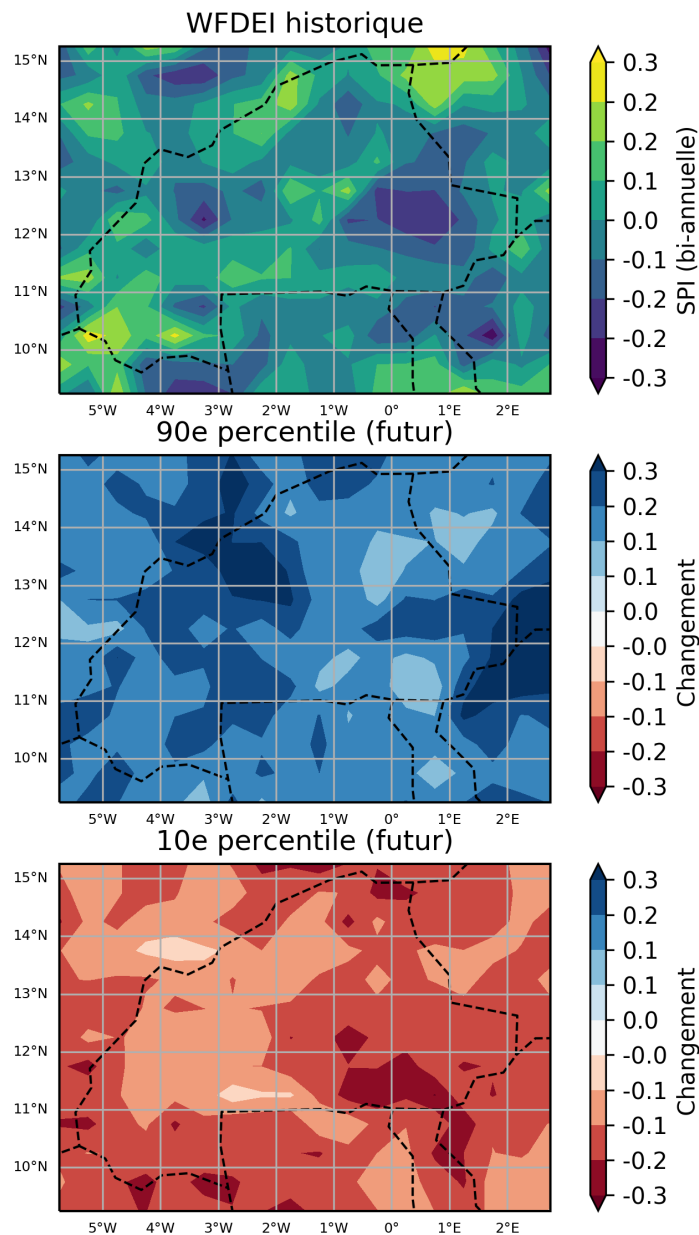 WFDEI historique
15°N
14°N
13°N
12°N
11°N
10°N
5°W 4°W 3°W 2°W 1°W 0° 1°E 2°E
0.3
0.2
0.2
0.1
0.0
-0.1
-0.2
-0.2
-0.3
SPI (bi-annuelle)
90e percentile (futur)
15°N
14°N
13°N
12°N
11°N
10°N
5°W 4°W 3°W 2°W 1°W 0° 1°E 2°E
0.3
0.2
0.1
0.1
0.0
-0.0
-0.1
-0.1
-0.2
-0.3
Changement
10e percentile (futur)
15°N
14°N
13°N
12°N
11°N
10°N
5°W 4°W 3°W 2°W 1°W 0° 1°E 2°E
0.3
0.2
0.1
0.1
0.0
-0.0
-0.1
-0.1
-0.2
-0.3
Changement